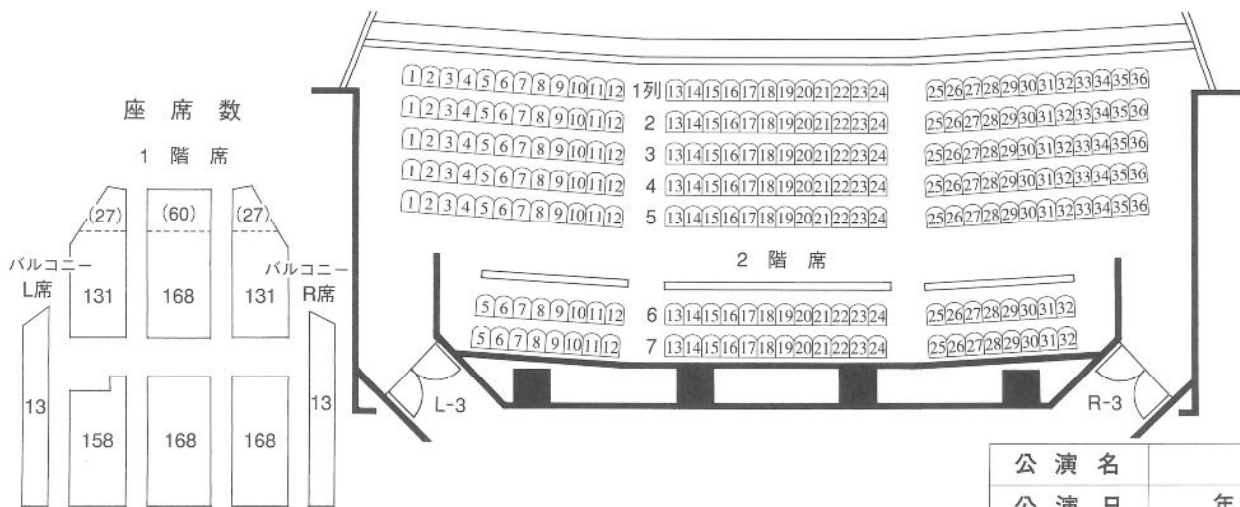 座席数
1階席
(27) (60) (27)
バルコニー L席 131 168 131 バルコニー R席
13 158 168 168 13
1 2 3 4 5 6 7 8 9 10 11 12 1列 13 14 15 16 17 18 19 20 21 22 23 24 25 26 27 28 29 30 31 32 33 34 35 36
1 2 3 4 5 6 7 8 9 10 11 12 2 13 14 15 16 17 18 19 20 21 22 23 24 25 26 27 28 29 30 31 32 33 34 35 36
1 2 3 4 5 6 7 8 9 10 11 12 3 13 14 15 16 17 18 19 20 21 22 23 24 25 26 27 28 29 30 31 32 33 34 35 36
1 2 3 4 5 6 7 8 9 10 11 12 4 13 14 15 16 17 18 19 20 21 22 23 24 25 26 27 28 29 30 31 32 33 34 35 36
1 2 3 4 5 6 7 8 9 10 11 12 5 13 14 15 16 17 18 19 20 21 22 23 24 25 26 27 28 29 30 31 32 33 34 35 36
2階席
5 6 7 8 9 10 11 12 6 13 14 15 16 17 18 19 20 21 22 23 24 25 26 27 28 29 30 31 32
5 6 7 8 9 10 11 12 7 13 14 15 16 17 18 19 20 21 22 23 24 25 26 27 28 29 30 31 32
L-3 R-3
公演名
公演日 年